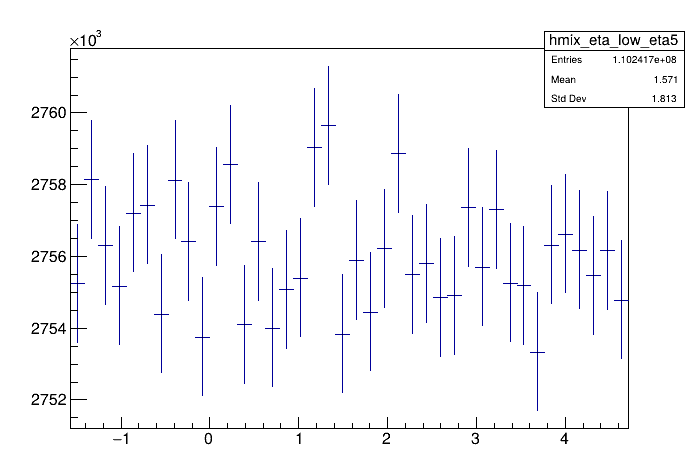 ×10³
hmix_eta_low_eta5
Entries 1.102417e+08
Mean 1.571
Std Dev 1.813
2760
2758
2756
2754
2752
−1 0 1 2 3 4